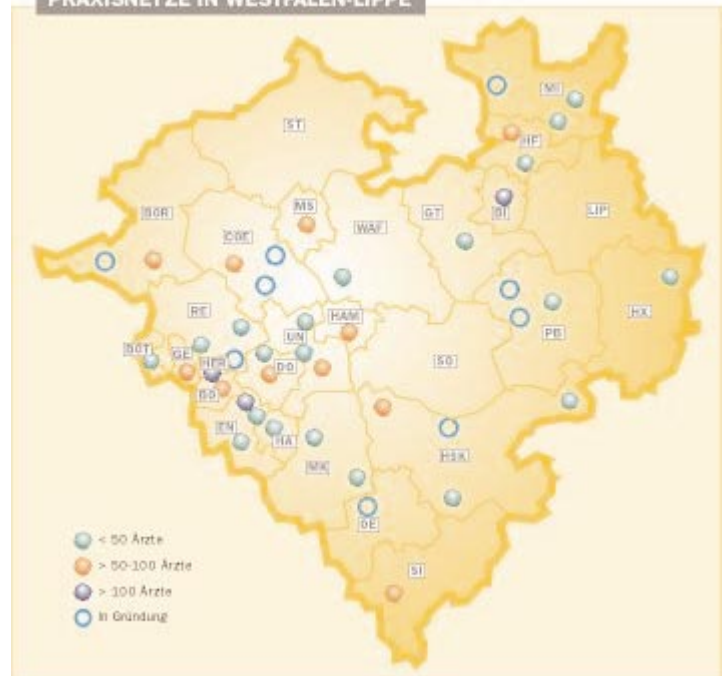 PRAXISNETZE IN WESTFALEN-LIPPE
MI
ST
HF
BOR
MS
COE
WAF
GT
BI
LIP
RE
HAM
UN
PB
HX
BOT
GE
HER
DO
SO
BO
EN
HA
MK
HSK
OE
SI
< 50 Ärzte
> 50-100 Ärzte
> 100 Ärzte
In Gründung